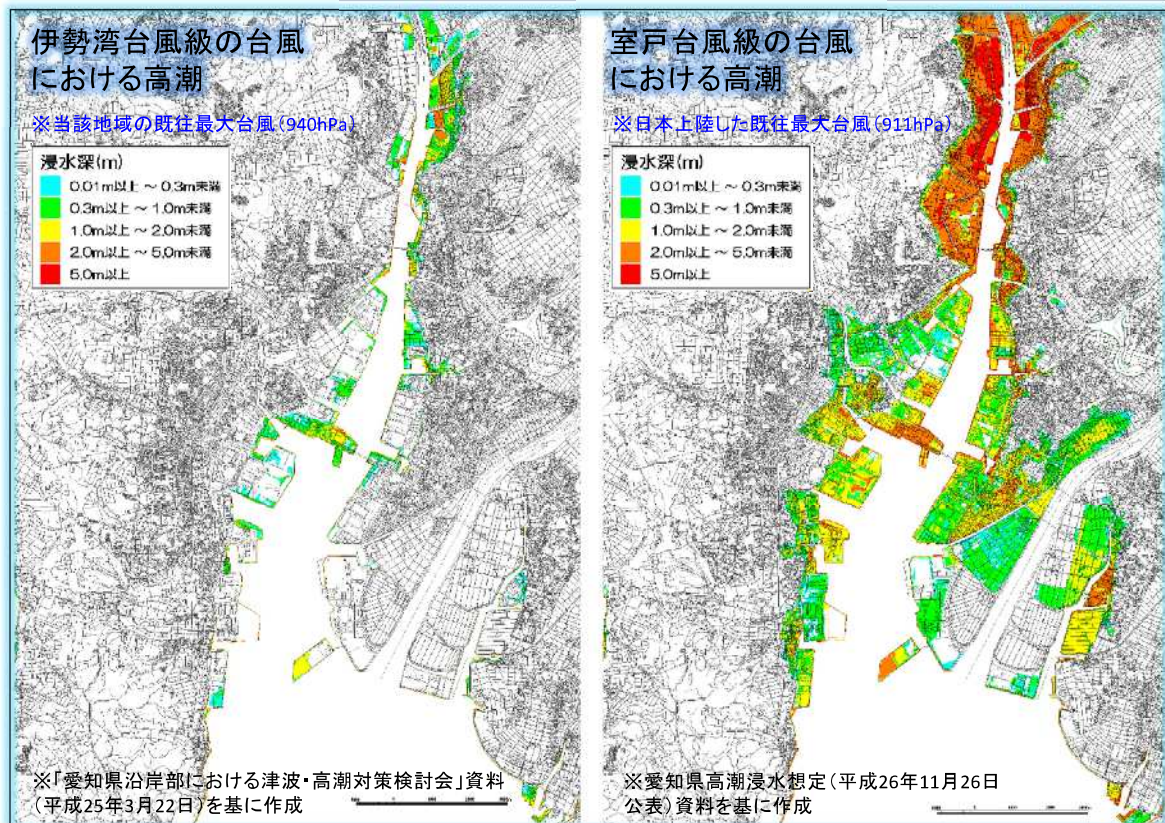 伊勢湾台風級の台風
における高潮
※当該地域の既往最大台風(940hPa)
浸水深(m)
0.01m以上 ~ 0.3m未満
0.3m以上 ~ 1.0m未満
1.0m以上 ~ 2.0m未満
2.0m以上 ~ 5.0m未満
5.0m以上
※「愛知県沿岸部における津波・高潮対策検討会」資料
(平成25年3月22日)を基に作成
室戸台風級の台風
における高潮
※日本上陸した既往最大台風(911hPa)
浸水深(m)
0.01m以上 ~ 0.3m未満
0.3m以上 ~ 1.0m未満
1.0m以上 ~ 2.0m未満
2.0m以上 ~ 5.0m未満
5.0m以上
※愛知県高潮浸水想定(平成26年11月26日
公表)資料を基に作成